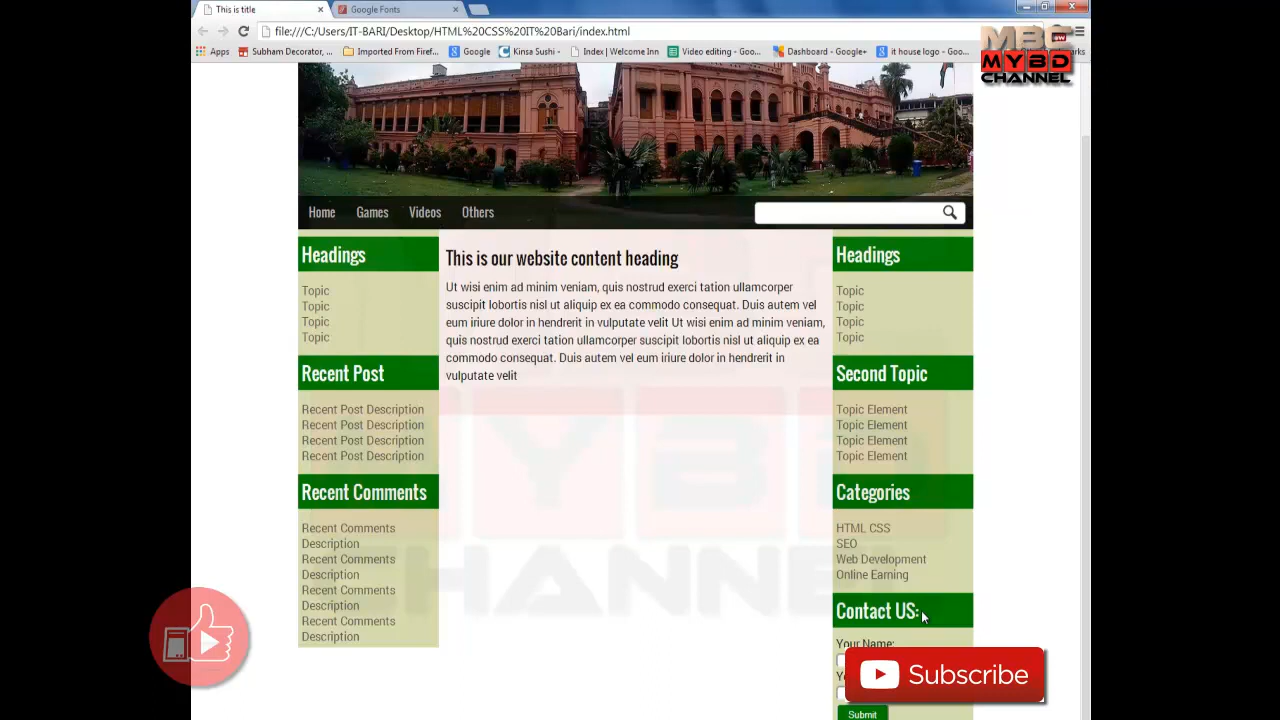 This is title
Google Fonts
file:///C:/Users/IT-BARI/Desktop/HTML%20CSS%20IT%20Bari/index.html
Apps
Subham Decorator, ...
Imported From Firef...
Google
Kinsa Sushi -
Index | Welcome Inn
Video editing - Goo...
Dashboard - Google+
it house logo - Goo...
MBC
MYBD
CHANNEL
Home
Games
Videos
Others
Headings
Topic
Topic
Topic
Topic
Recent Post
Recent Post Description
Recent Post Description
Recent Post Description
Recent Post Description
Recent Comments
Recent Comments
Description
Recent Comments
Description
Recent Comments
Description
Recent Comments
Description
This is our website content heading
Ut wisi enim ad minim veniam, quis nostrud exerci tation ullamcorper
suscipit lobortis nisl ut aliquip ex ea commodo consequat. Duis autem vel
eum iriure dolor in hendrerit in vulputate velit Ut wisi enim ad minim veniam,
quis nostrud exerci tation ullamcorper suscipit lobortis nisl ut aliquip ex ea
commodo consequat. Duis autem vel eum iriure dolor in hendrerit in
vulputate velit
MYBD
CHANNEL
Headings
Topic
Topic
Topic
Topic
Second Topic
Topic Element
Topic Element
Topic Element
Topic Element
Categories
HTML CSS
SEO
Web Development
Online Earning
Contact US:
Your Name:
Subscribe
Submit